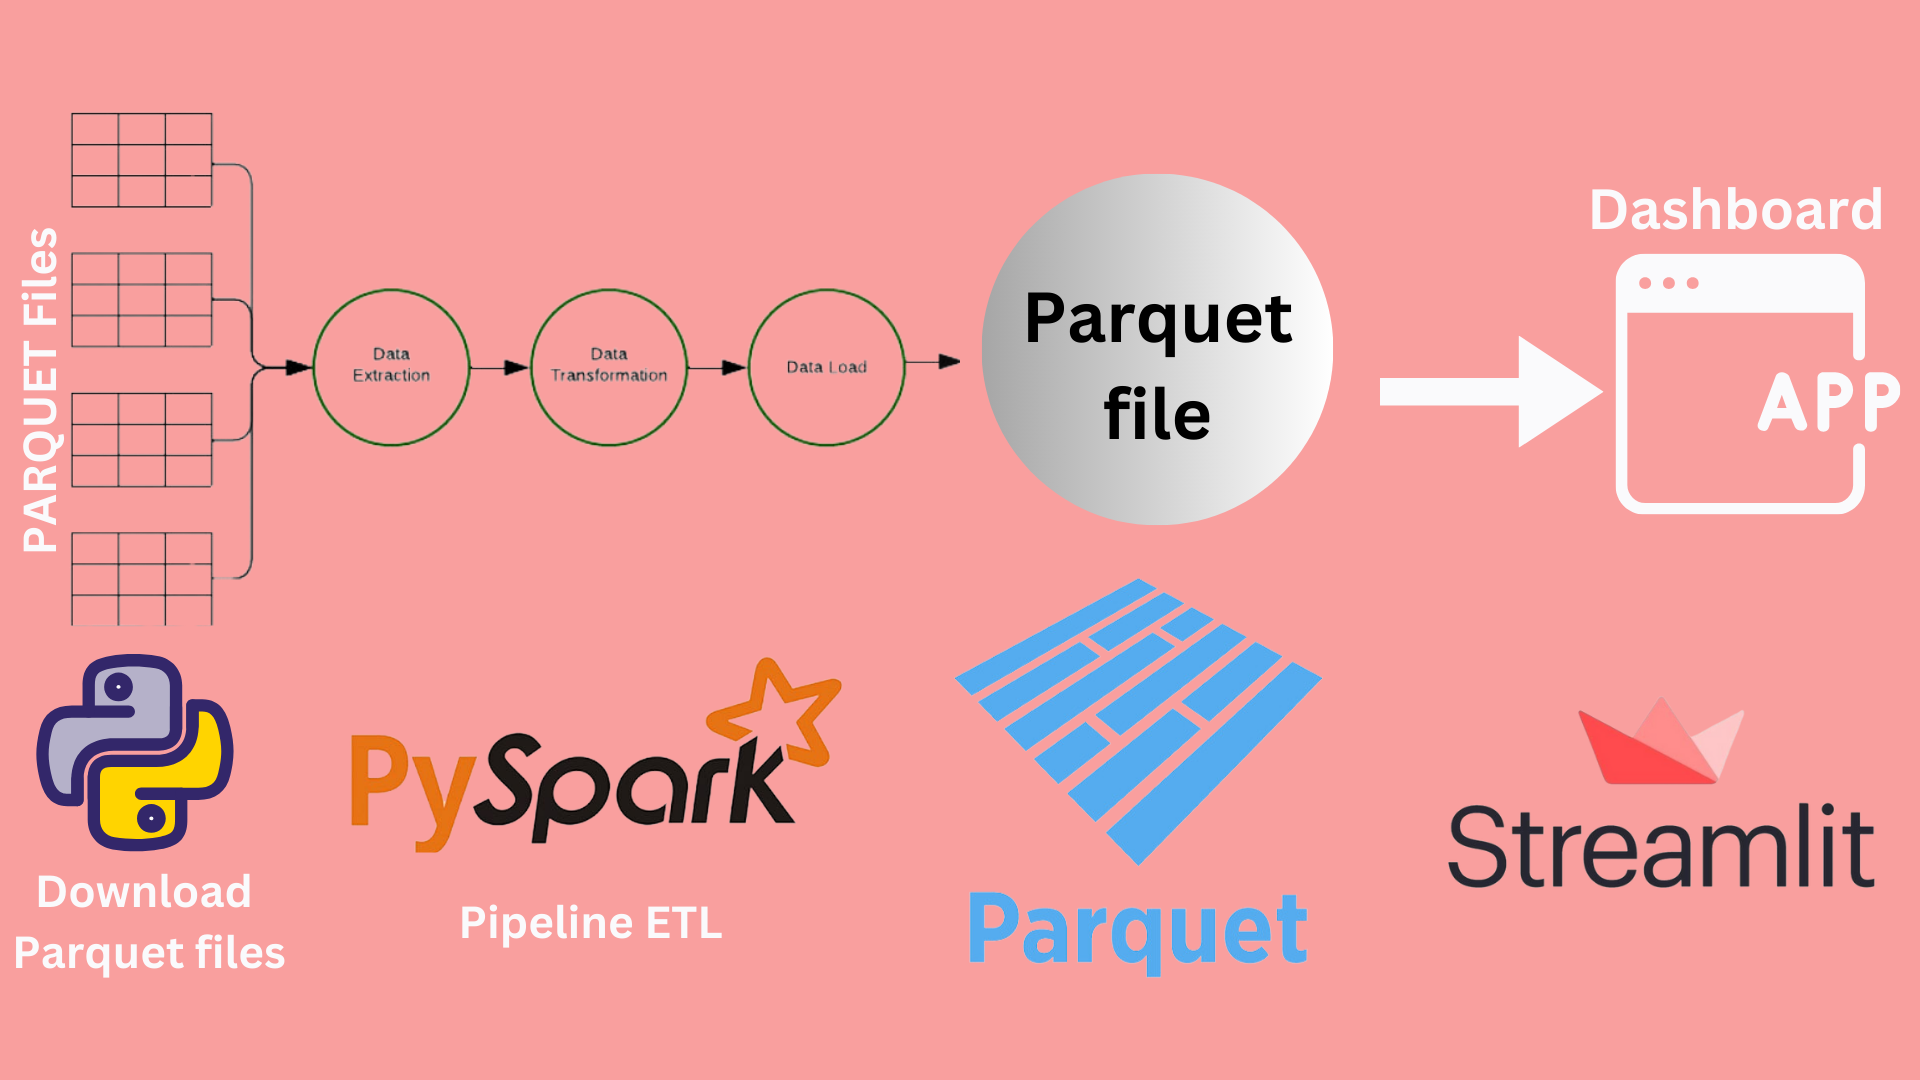 PARQUET Files
Data
Extraction
Data
Transformation
Data Load
Parquet
file
Dashboard
APP
Download
Parquet files
PySpark
Pipeline ETL
Parquet
Streamlit